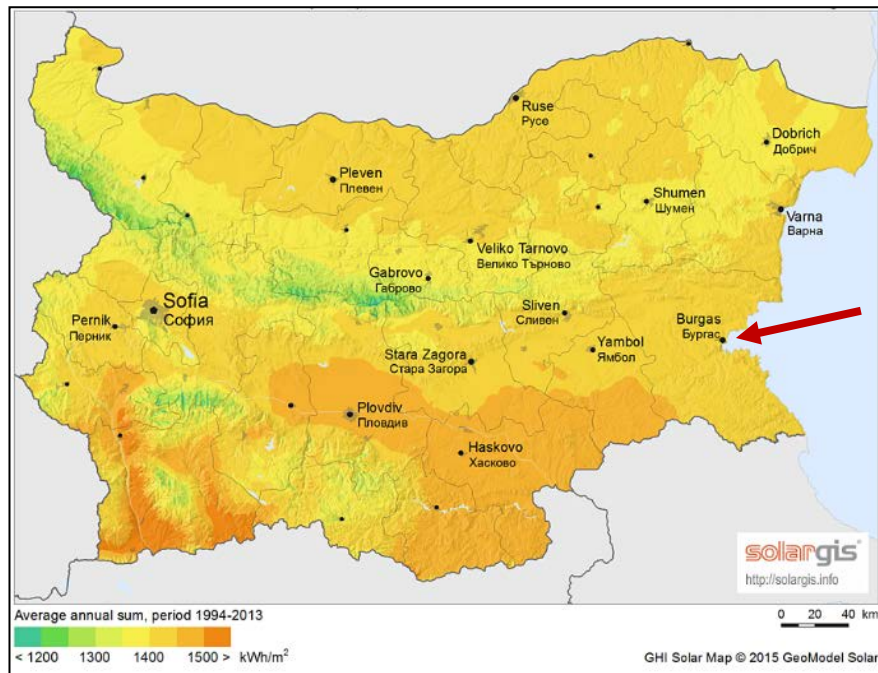 Ruse
Русе
Dobrich
Добрич
Pleven
Плевен
Shumen
Шумен
Varna
Варна
Veliko Tarnovo
Велико Търново
Gabrovo
Габрово
Sofia
София
Sliven
Сливен
Burgas
Бургас
Pernik
Перник
Yambol
Ямбол
Stara Zagora
Стара Загора
Plovdiv
Пловдив
Haskovo
Хасково
solargis
http://solargis.info
Average annual sum, period 1994-2013
0 20 40 km
< 1200 1300 1400 1500 > kWh/m²
GHI Solar Map © 2015 GeoModel Solar